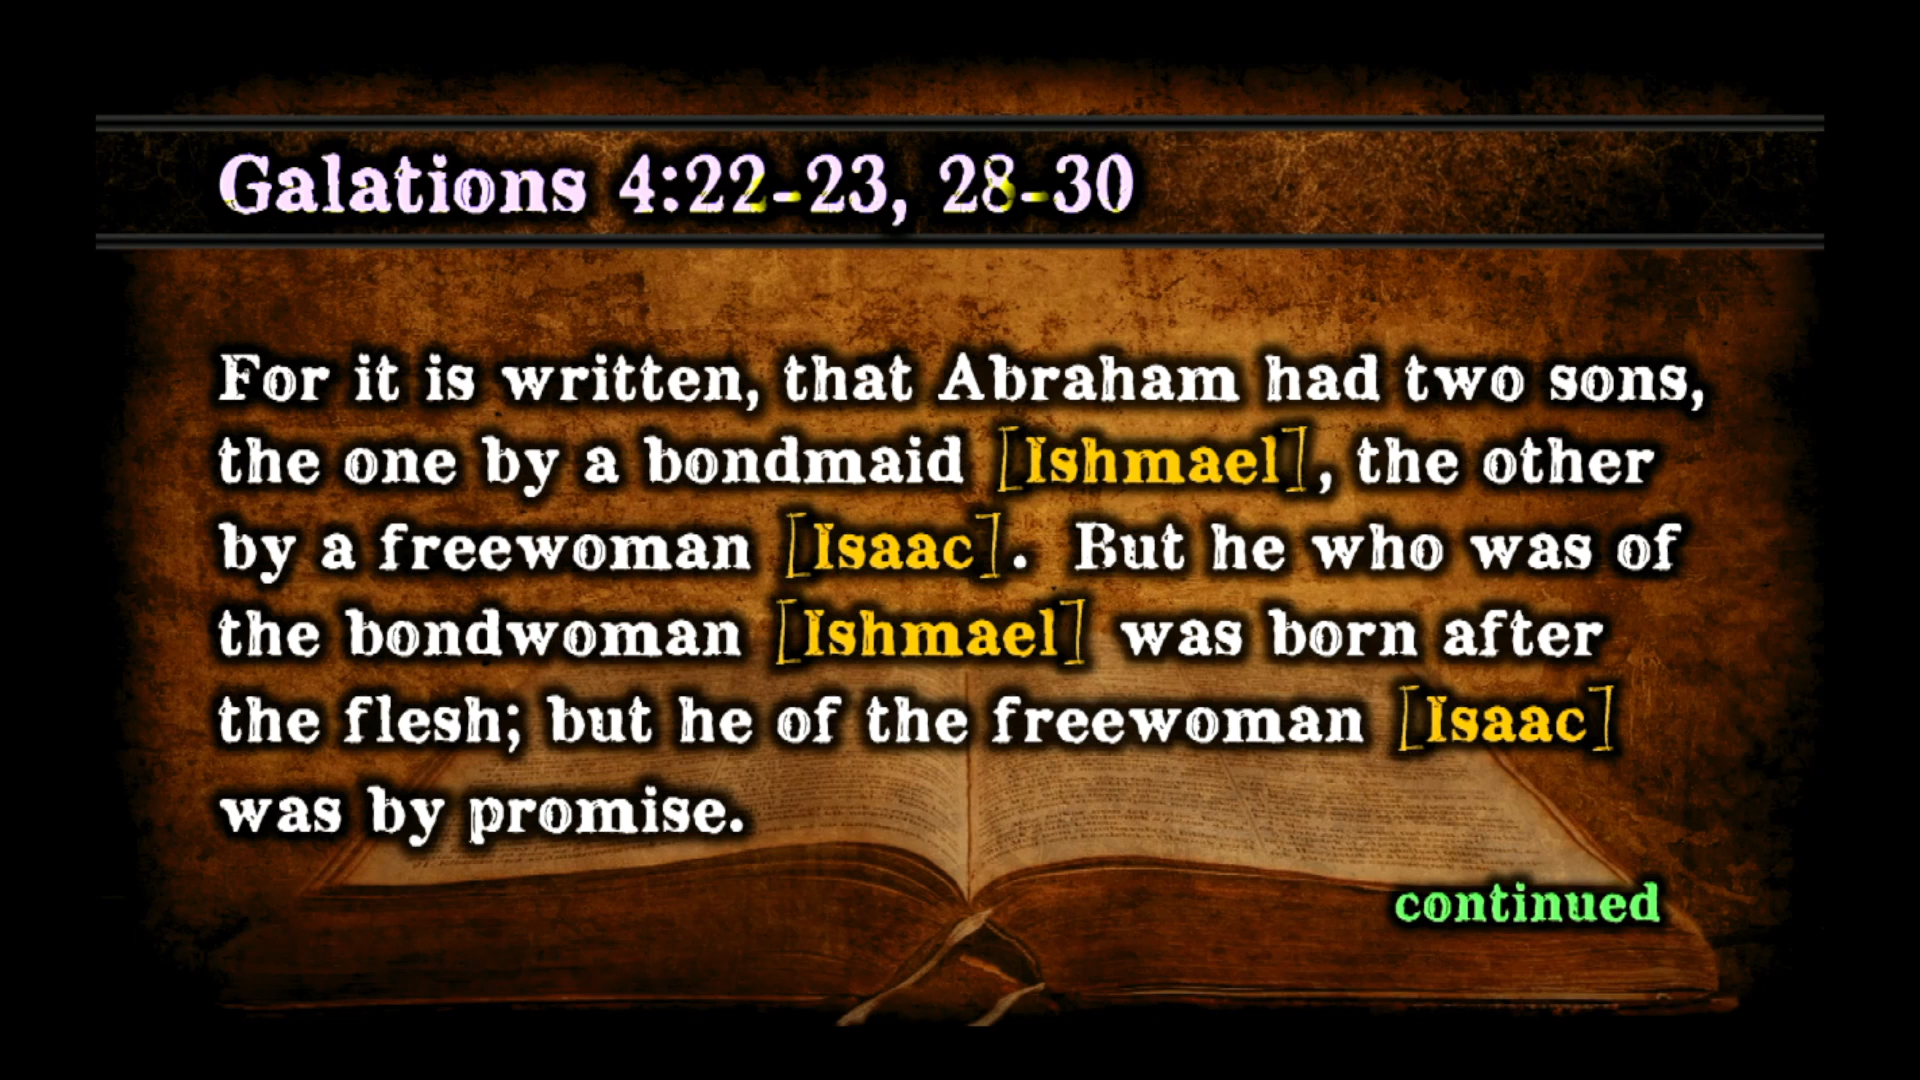 Galations 4:22-23, 28-30
For it is written, that Abraham had two sons,
the one by a bondmaid [Ishmael], the other
by a freewoman [Isaac]. But he who was of
the bondwoman [Ishmael] was born after
the flesh; but he of the freewoman [Isaac]
was by promise.
continued